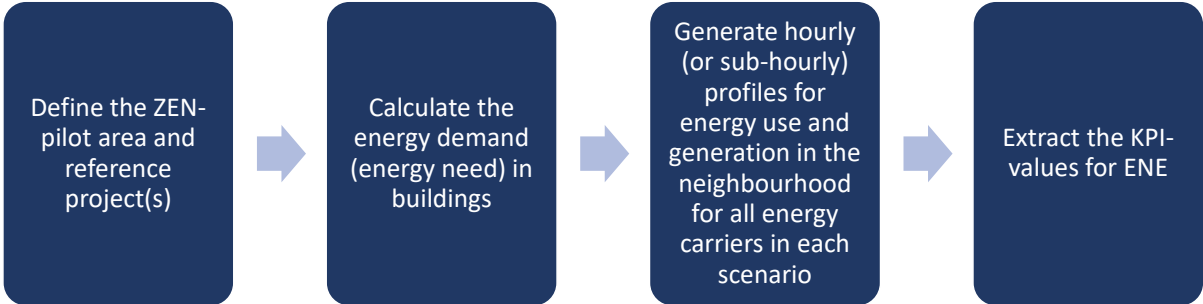 Define the ZEN-
pilot area and
reference
project(s)
Calculate the
energy demand
(energy need) in
buildings
Generate hourly
(or sub-hourly)
profiles for
energy use and
generation in the
neighbourhood
for all energy
carriers in each
scenario
Extract the KPI-
values for ENE